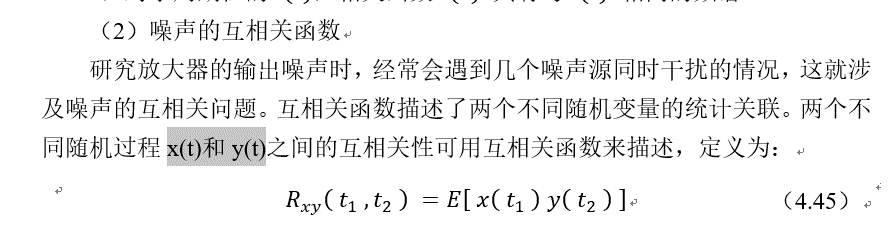 （2）噪声的互相关函数
研究放大器的输出噪声时，经常会遇到几个噪声源同时干扰的情况，这就涉
及噪声的互相关问题。互相关函数描述了两个不同随机变量的统计关联。两个不
同随机过程 x(t)和 y(t)之间的互相关性可用互相关函数来描述，定义为：
Rxy( t1 ,t2 ) = E[ x( t1 ) y( t2 ) ]. （4.45）